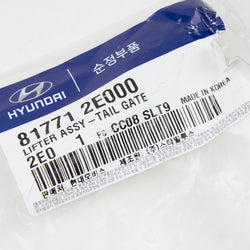 HYUNDAI
순정부품
81771 2E000
LIFTER ASSY-TAIL GATE
2E0 1 CC08 SLT9
MADE IN KOREA